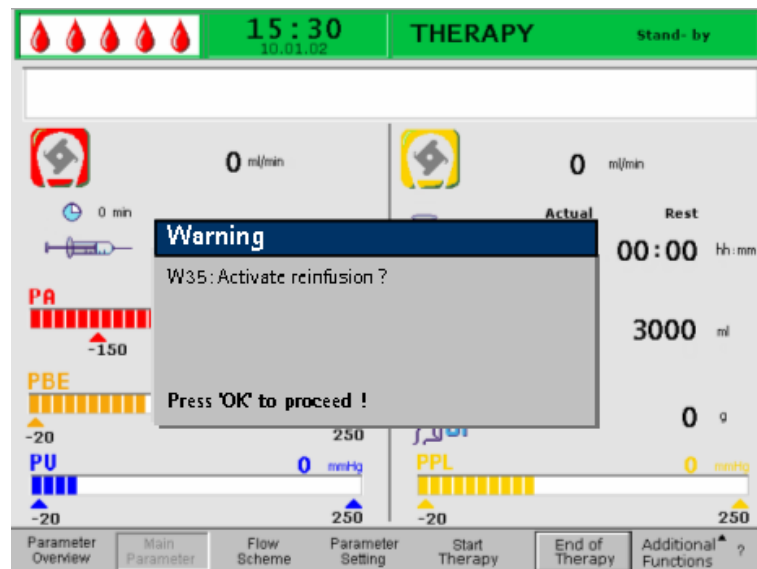 15:30
10.01.02
THERAPY
Stand- by
0 ml/min
0 ml/min
0 min
Actual Rest
Warning
00:00 hh:mm
W35: Activate reinfusion ?
PA
-150
3000 ml
PBE
Press 'OK' to proceed !
0 g
-20 250
PU 0 mmHg
PPL 0 mmHg
-20 250
-20 250
Parameter Overview
Main Parameter
Flow Scheme
Parameter Setting
Start Therapy
End of Therapy
Additional Functions
?